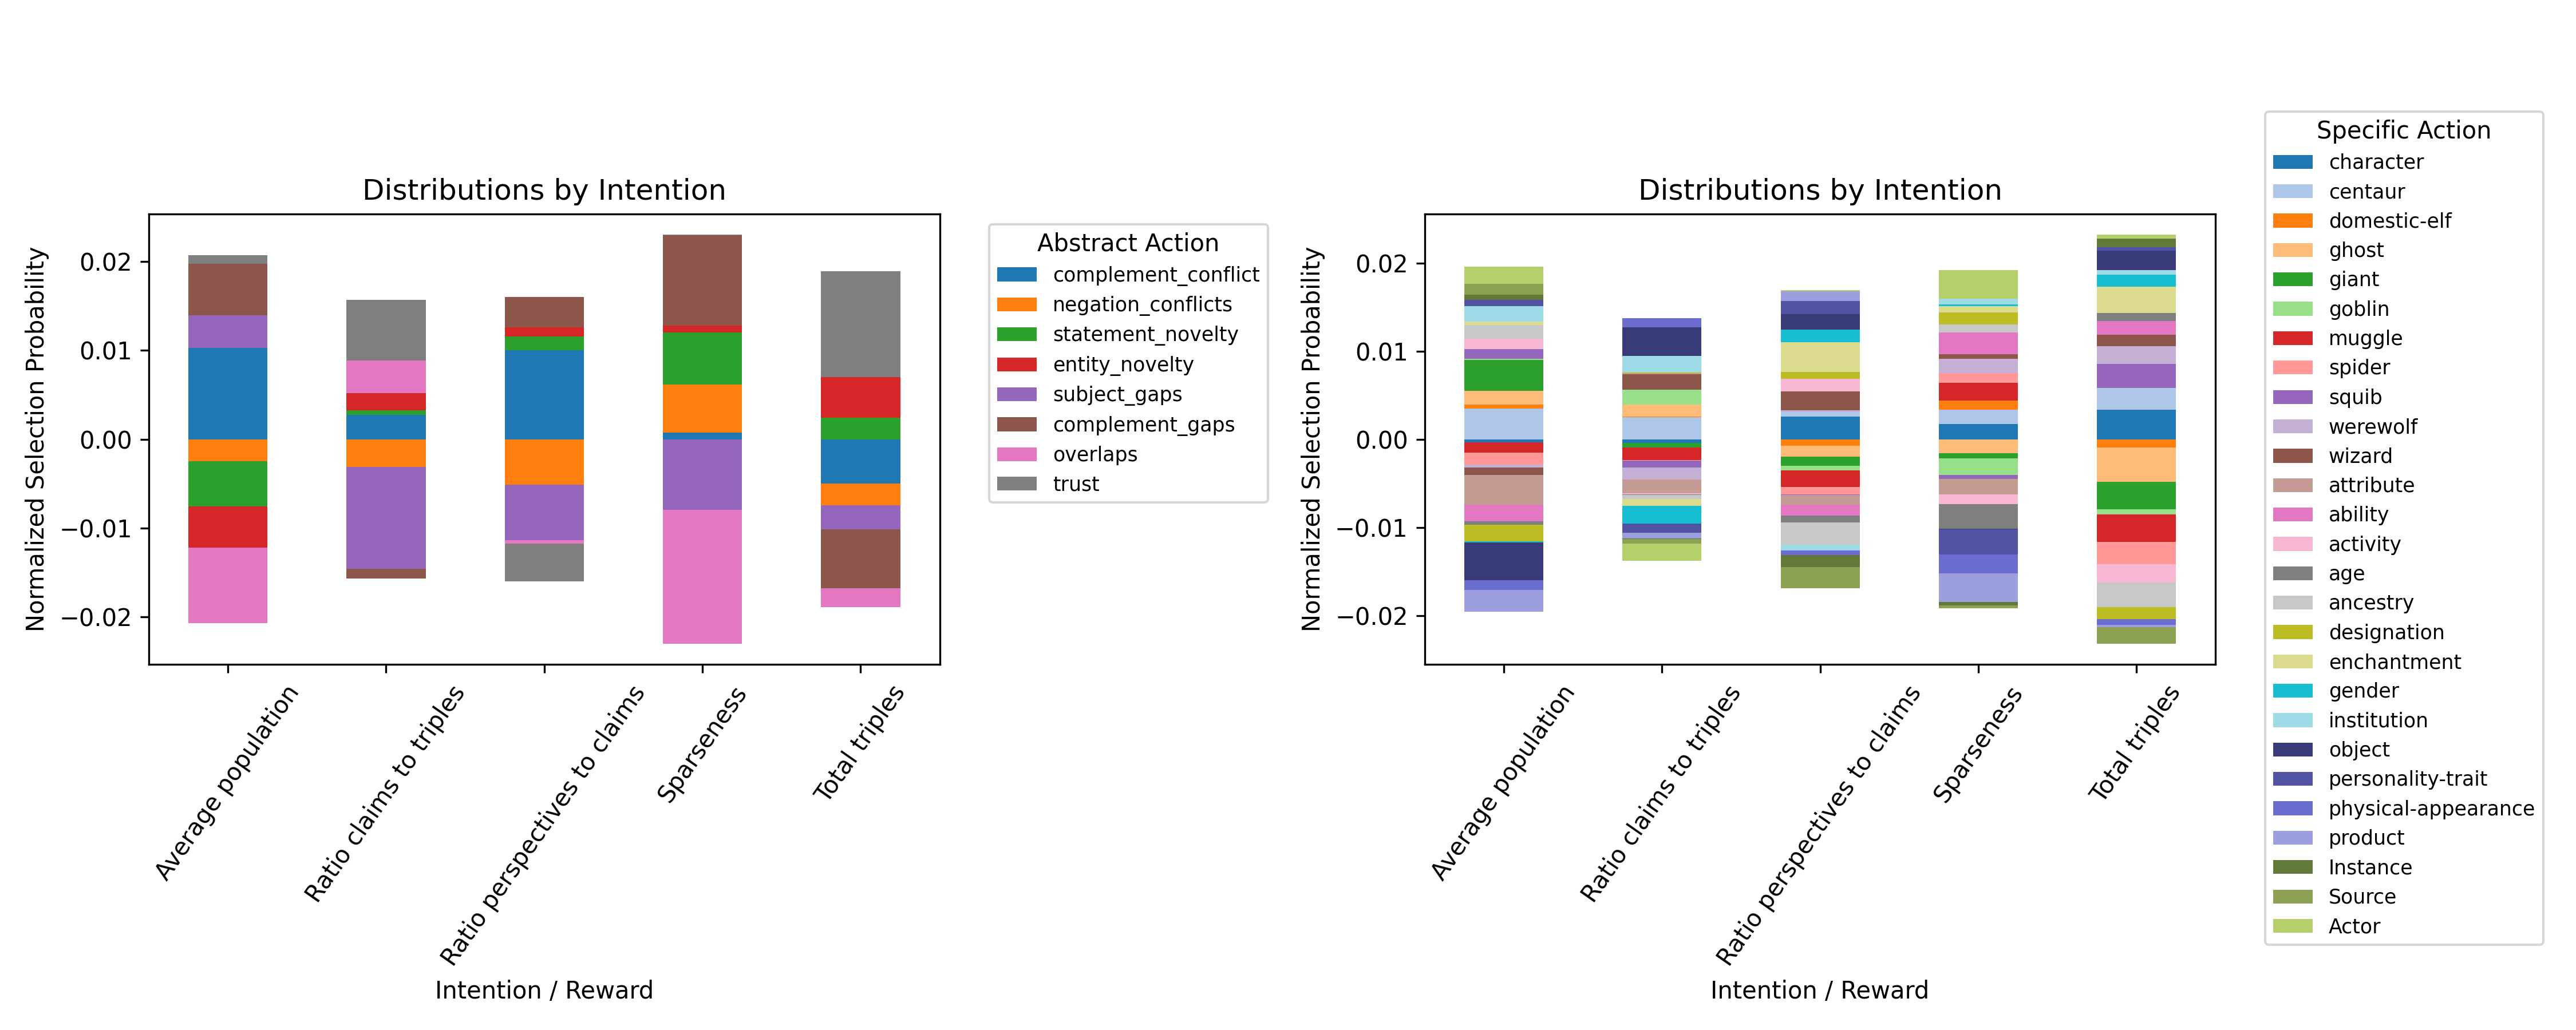 Distributions by Intention
Normalized Selection Probability
0.02
0.01
0.00
−0.01
−0.02
Average population
Ratio claims to triples
Ratio perspectives to claims
Sparseness
Total triples
Intention / Reward
Abstract Action
complement_conflict
negation_conflicts
statement_novelty
entity_novelty
subject_gaps
complement_gaps
overlaps
trust
Distributions by Intention
Normalized Selection Probability
0.02
0.01
0.00
−0.01
−0.02
Average population
Ratio claims to triples
Ratio perspectives to claims
Sparseness
Total triples
Intention / Reward
Specific Action
character
centaur
domestic-elf
ghost
giant
goblin
muggle
spider
squib
werewolf
wizard
attribute
ability
activity
age
ancestry
designation
enchantment
gender
institution
object
personality-trait
physical-appearance
product
Instance
Source
Actor